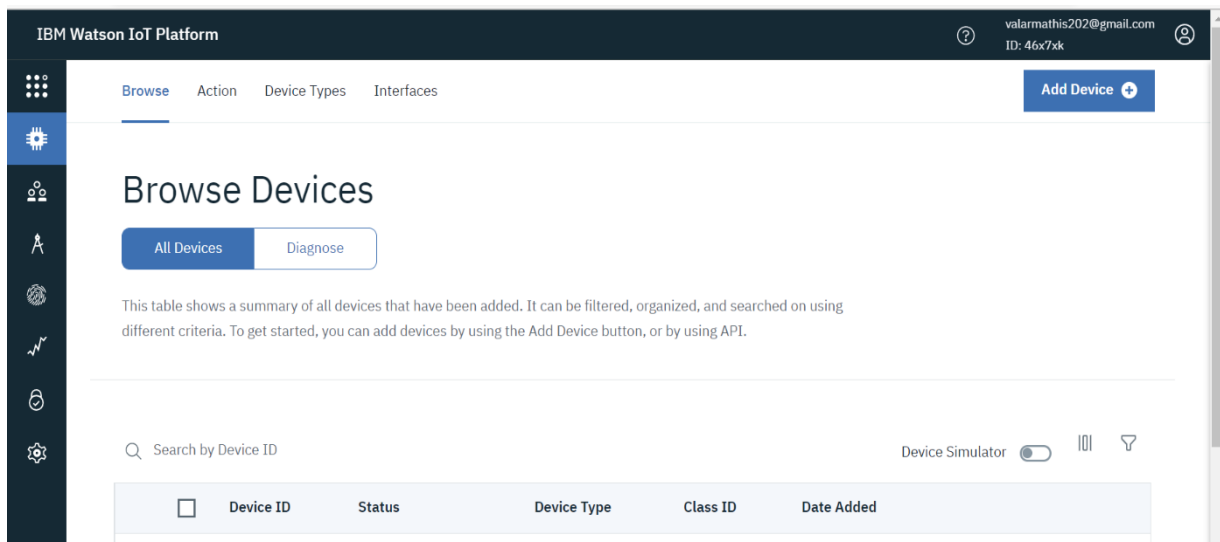 IBM Watson IoT Platform
valarmathis202@gmail.com
ID: 46x7xk
Browse Action Device Types Interfaces
Add Device
Browse Devices
All Devices Diagnose
This table shows a summary of all devices that have been added. It can be filtered, organized, and searched on using
different criteria. To get started, you can add devices by using the Add Device button, or by using API.
Search by Device ID
Device Simulator
Device ID Status Device Type Class ID Date Added